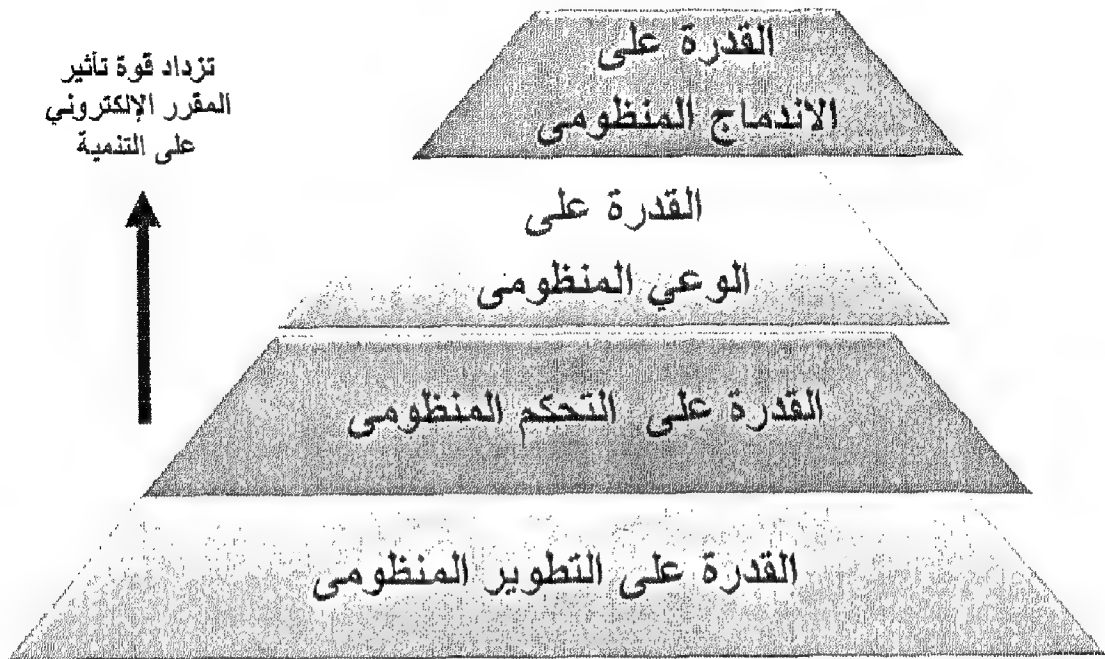 القدرة على
الاندماج المنظومى
تزداد قوة تأثير
المقرر الإلكتروني
على التنمية
القدرة على
الوعي المنظومى
القدرة على التحكم المنظومى
القدرة على التطوير المنظومى